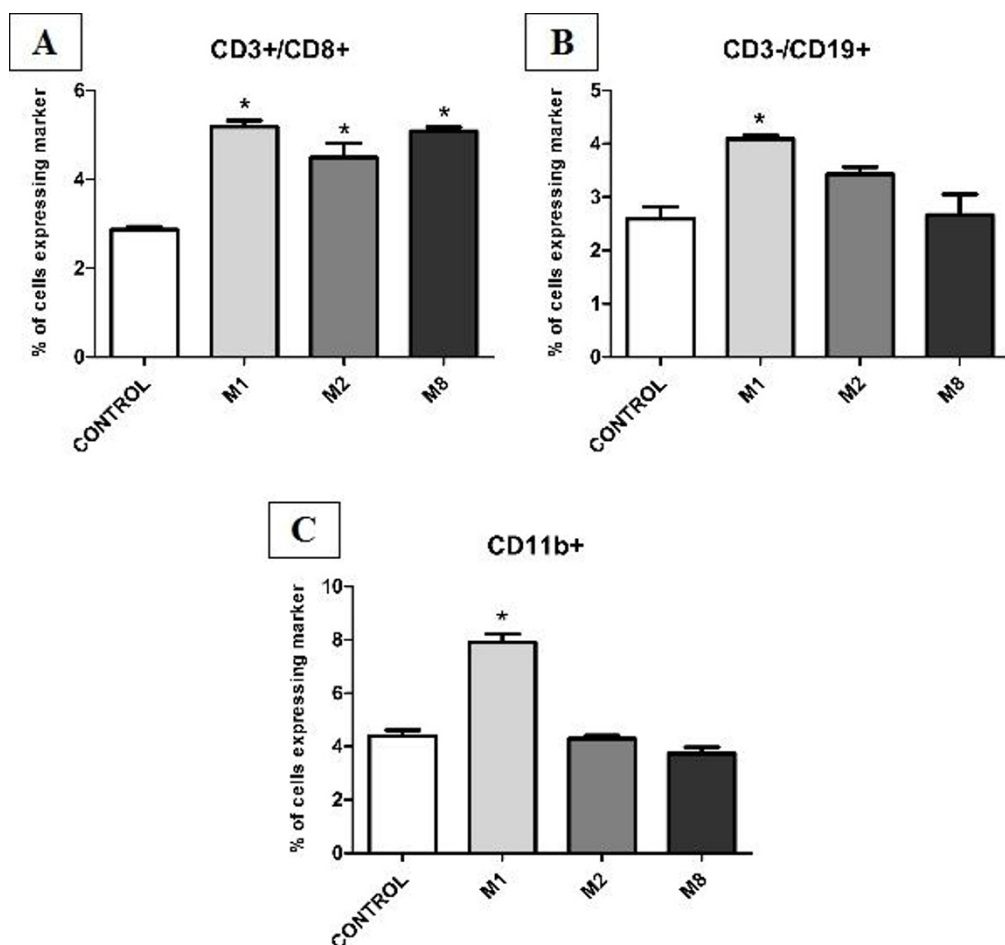 A
CD3+/CD8+
% of cells expressing marker
6
4
2
0
*
*
*
CONTROL
M1
M2
M8
B
CD3-/CD19+
% of cells expressing marker
5
4
3
2
1
0
*
CONTROL
M1
M2
M8
C
CD11b+
% of cells expressing marker
10
8
6
4
2
0
*
CONTROL
M1
M2
M8